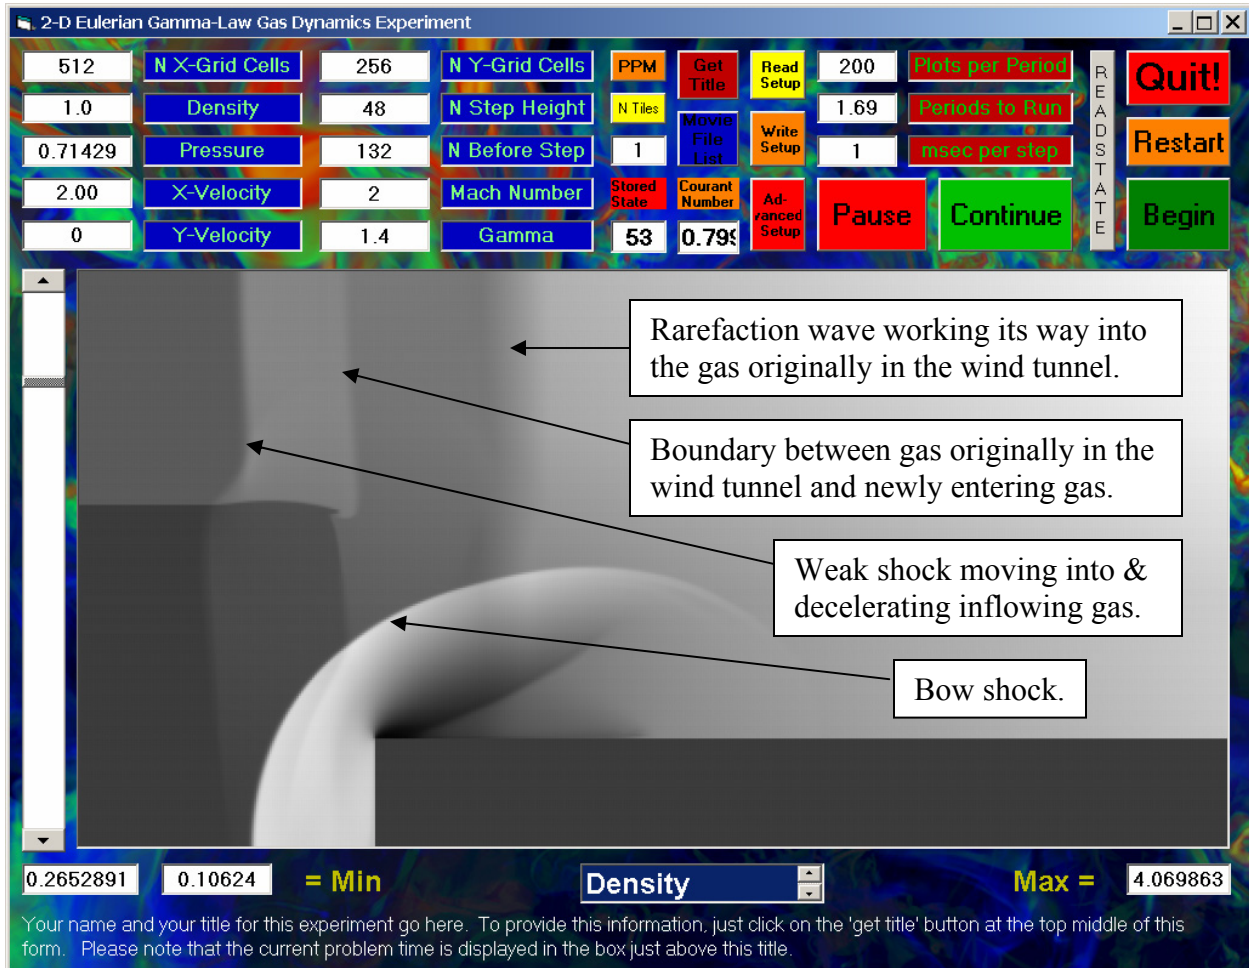 2-D Eulerian Gamma-Law Gas Dynamics Experiment
512 N X-Grid Cells 256 N Y-Grid Cells PPM Get Title Read Setup 200 Plots per Period READSTATE Quit!
1.0 Density 48 N Step Height N Tiles Movie File List Write Setup 1.69 Periods to Run Restart
0.71429 Pressure 132 N Before Step 1 1 msec per step
2.00 X-Velocity 2 Mach Number Stored State Courant Number Ad-vanced Setup Pause Continue Begin
0 Y-Velocity 1.4 Gamma 53 0.799
Rarefaction wave working its way into
the gas originally in the wind tunnel.
Boundary between gas originally in the
wind tunnel and newly entering gas.
Weak shock moving into &
decelerating inflowing gas.
Bow shock.
0.2652891 0.10624 = Min Density Max = 4.069863
Your name and your title for this experiment go here. To provide this information, just click on the 'get title' button at the top middle of this
form. Please note that the current problem time is displayed in the box just above this title.